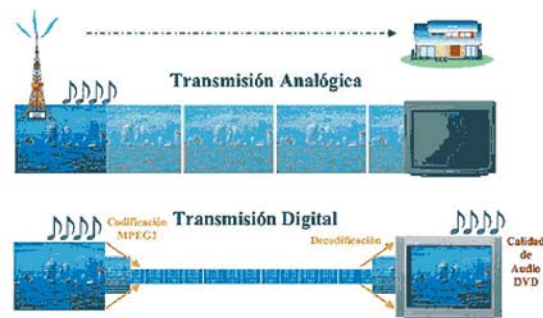 Transmisión Analógica
Transmisión Digital
Codificación
MPEG2
Decodificación
Calidad
de
Audio
DVD